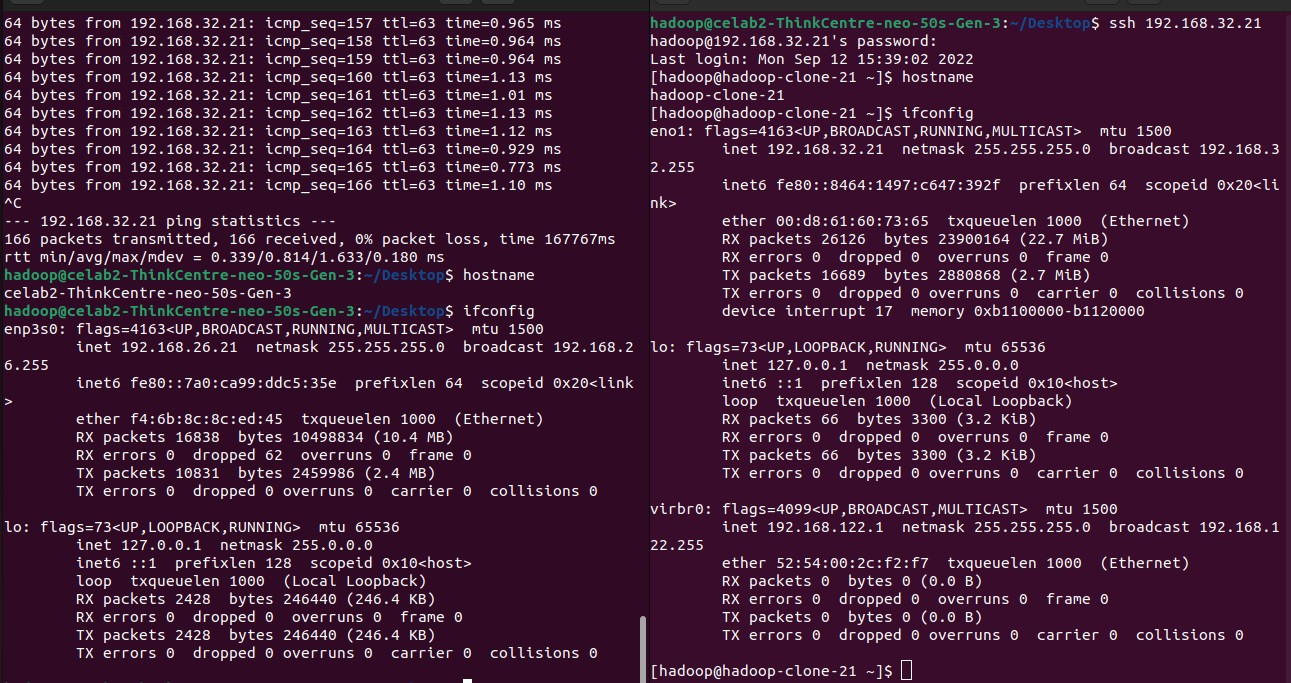 64 bytes from 192.168.32.21: icmp_seq=157 ttl=63 time=0.965 ms
64 bytes from 192.168.32.21: icmp_seq=158 ttl=63 time=0.964 ms
64 bytes from 192.168.32.21: icmp_seq=159 ttl=63 time=0.964 ms
64 bytes from 192.168.32.21: icmp_seq=160 ttl=63 time=1.13 ms
64 bytes from 192.168.32.21: icmp_seq=161 ttl=63 time=1.01 ms
64 bytes from 192.168.32.21: icmp_seq=162 ttl=63 time=1.13 ms
64 bytes from 192.168.32.21: icmp_seq=163 ttl=63 time=1.12 ms
64 bytes from 192.168.32.21: icmp_seq=164 ttl=63 time=0.929 ms
64 bytes from 192.168.32.21: icmp_seq=165 ttl=63 time=0.773 ms
64 bytes from 192.168.32.21: icmp_seq=166 ttl=63 time=1.10 ms
^C
--- 192.168.32.21 ping statistics ---
166 packets transmitted, 166 received, 0% packet loss, time 167767ms
rtt min/avg/max/mdev = 0.339/0.814/1.633/0.180 ms
hadoop@celab2-ThinkCentre-neo-50s-Gen-3:~/Desktop$ hostname
celab2-ThinkCentre-neo-50s-Gen-3
hadoop@celab2-ThinkCentre-neo-50s-Gen-3:~/Desktop$ ifconfig
enp3s0: flags=4163<UP,BROADCAST,RUNNING,MULTICAST>  mtu 1500
        inet 192.168.26.21  netmask 255.255.255.0  broadcast 192.168.2
6.255
        inet6 fe80::7a0:ca99:ddc5:35e  prefixlen 64  scopeid 0x20<link
>
        ether f4:6b:8c:8c:ed:45  txqueuelen 1000  (Ethernet)
        RX packets 16838  bytes 10498834 (10.4 MB)
        RX errors 0  dropped 62  overruns 0  frame 0
        TX packets 10831  bytes 2459986 (2.4 MB)
        TX errors 0  dropped 0 overruns 0  carrier 0  collisions 0
lo: flags=73<UP,LOOPBACK,RUNNING>  mtu 65536
        inet 127.0.0.1  netmask 255.0.0.0
        inet6 ::1  prefixlen 128  scopeid 0x10<host>
        loop  txqueuelen 1000  (Local Loopback)
        RX packets 2428  bytes 246440 (246.4 KB)
        RX errors 0  dropped 0  overruns 0  frame 0
        TX packets 2428  bytes 246440 (246.4 KB)
        TX errors 0  dropped 0 overruns 0  carrier 0  collisions 0
hadoop@celab2-ThinkCentre-neo-50s-Gen-3:~/Desktop$ ssh 192.168.32.21
hadoop@192.168.32.21's password:
Last login: Mon Sep 12 15:39:02 2022
[hadoop@hadoop-clone-21 ~]$ hostname
hadoop-clone-21
[hadoop@hadoop-clone-21 ~]$ ifconfig
eno1: flags=4163<UP,BROADCAST,RUNNING,MULTICAST>  mtu 1500
        inet 192.168.32.21  netmask 255.255.255.0  broadcast 192.168.3
2.255
        inet6 fe80::8464:1497:c647:392f  prefixlen 64  scopeid 0x20<li
nk>
        ether 00:d8:61:60:73:65  txqueuelen 1000  (Ethernet)
        RX packets 26126  bytes 23900164 (22.7 MiB)
        RX errors 0  dropped 0  overruns 0  frame 0
        TX packets 16689  bytes 2880868 (2.7 MiB)
        TX errors 0  dropped 0 overruns 0  carrier 0  collisions 0
        device interrupt 17  memory 0xb1100000-b1120000
lo: flags=73<UP,LOOPBACK,RUNNING>  mtu 65536
        inet 127.0.0.1  netmask 255.0.0.0
        inet6 ::1  prefixlen 128  scopeid 0x10<host>
        loop  txqueuelen 1000  (Local Loopback)
        RX packets 66  bytes 3300 (3.2 KiB)
        RX errors 0  dropped 0  overruns 0  frame 0
        TX packets 66  bytes 3300 (3.2 KiB)
        TX errors 0  dropped 0 overruns 0  carrier 0  collisions 0
virbr0: flags=4099<UP,BROADCAST,MULTICAST>  mtu 1500
        inet 192.168.122.1  netmask 255.255.255.0  broadcast 192.168.1
22.255
        ether 52:54:00:2c:f2:f7  txqueuelen 1000  (Ethernet)
        RX packets 0  bytes 0 (0.0 B)
        RX errors 0  dropped 0  overruns 0  frame 0
        TX packets 0  bytes 0 (0.0 B)
        TX errors 0  dropped 0 overruns 0  carrier 0  collisions 0
[hadoop@hadoop-clone-21 ~]$